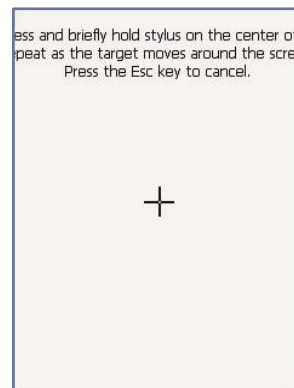 ess and briefly hold stylus on the center o
peat as the target moves around the scre
Press the Esc key to cancel.